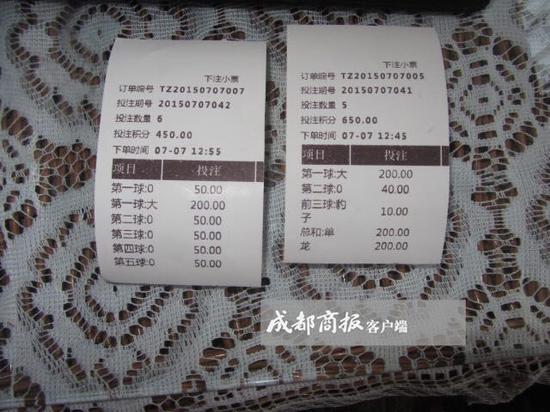 下注小票
订单编号 TZ20150707007
投注期号 20150707042
投注数量 6
投注积分 450.00
下单时间 07-07 12:55
项目 投注
第一球:0 50.00
第一球:大 200.00
第二球:0 50.00
第三球:0 50.00
第四球:0 50.00
第五球:0 50.00
下注小票
订单编号 TZ20150707005
投注期号 20150707041
投注数量 5
投注积分 650.00
下单时间 07-07 12:45
项目 投注
第一球:大 200.00
第二球:0 40.00
前三球:豹
子 10.00
总和:单 200.00
龙 200.00
成都商报客户端